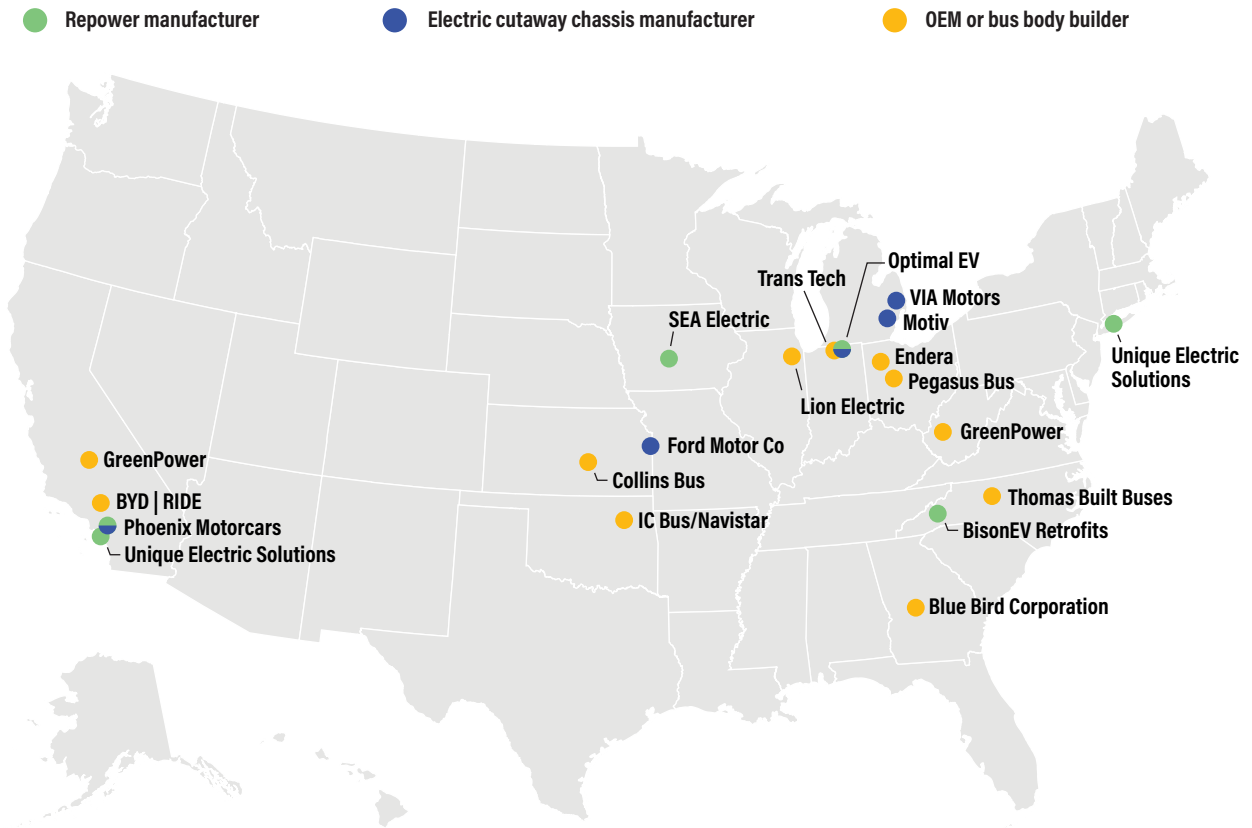 Repower manufacturer
Electric cutaway chassis manufacturer
OEM or bus body builder
Optimal EV
Trans Tech
VIA Motors
Motiv
SEA Electric
Endera
Unique Electric
Solutions
Pegasus Bus
Lion Electric
GreenPower
Ford Motor Co
GreenPower
Collins Bus
BYD | RIDE
Thomas Built Buses
IC Bus/Navistar
Phoenix Motorcars
BisonEV Retrofits
Unique Electric Solutions
Blue Bird Corporation